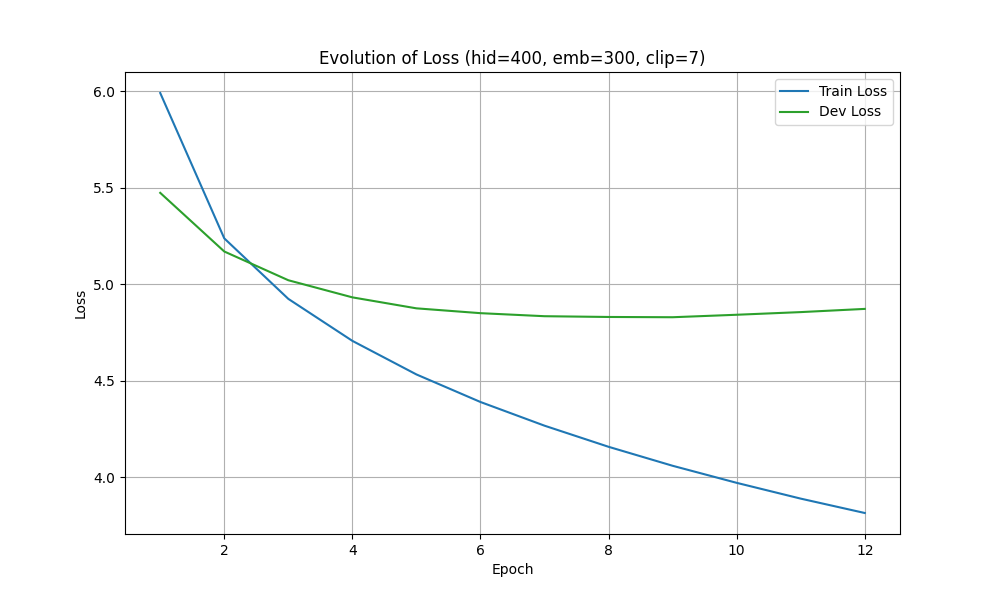 Evolution of Loss (hid=400, emb=300, clip=7)
Train Loss
Dev Loss
6.0
5.5
5.0
4.5
4.0
Loss
2 4 6 8 10 12
Epoch